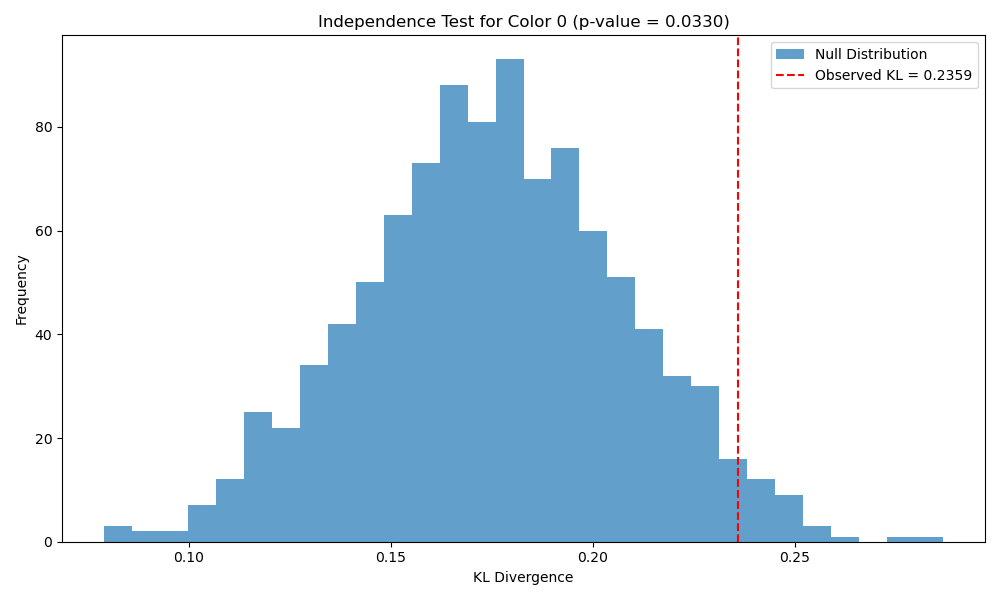 Independence Test for Color 0 (p-value = 0.0330)
Null Distribution
Observed KL = 0.2359
Frequency
80
60
40
20
0
0.10
0.15
0.20
0.25
KL Divergence